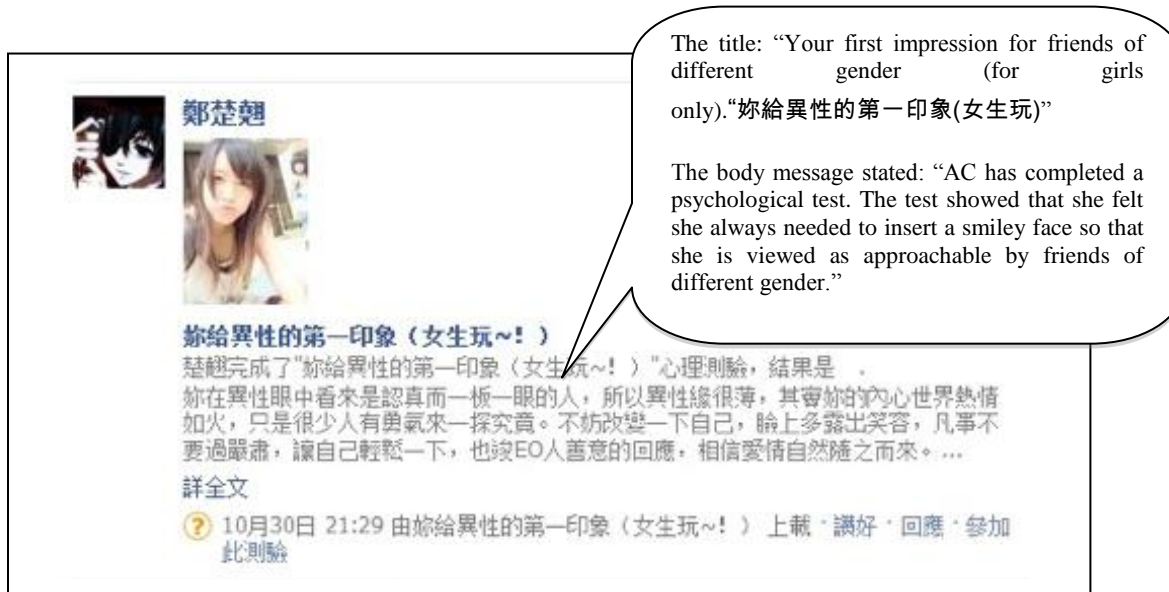 The title: “Your first impression for friends of
different gender (for girls
only).“妳給異性的第一印象(女生玩)”
The body message stated: “AC has completed a
psychological test. The test showed that she felt
she always needed to insert a smiley face so that
she is viewed as approachable by friends of
different gender.”
鄭楚翹
妳给異性的第一印象（女生玩~! ）
楚翹完成了"妳給異性的第一印象（女生玩~! ）"心理測驗，結果是 .
妳在異性眼中看來是認真而一板一眼的人，所以異性緣很薄，其實妳的內心世界熱情
如火，只是很少人有勇氣來一探究竟。不妨改變一下自己，臉上多露出笑容，凡事不
要過嚴肅，讓自己輕鬆一下，也EO人善意的回應，相信愛情自然隨之而來。...
詳全文
10月30日 21:29 由妳给異性的第一印象（女生玩~! ） 上載 · 讚好 · 回應 · 參加
此測驗